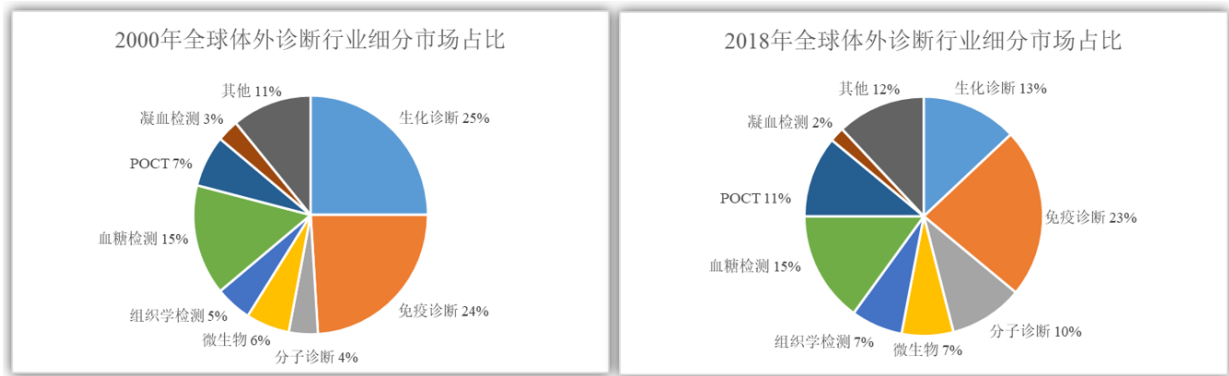 2000年全球体外诊断行业细分市场占比
其他 11%
生化诊断 25%
凝血检测 3%
POCT 7%
血糖检测 15%
免疫诊断 24%
组织学检测 5%
微生物 6%
分子诊断 4%
2018年全球体外诊断行业细分市场占比
其他 12%
生化诊断 13%
凝血检测 2%
POCT 11%
免疫诊断 23%
血糖检测 15%
分子诊断 10%
组织学检测 7%
微生物 7%